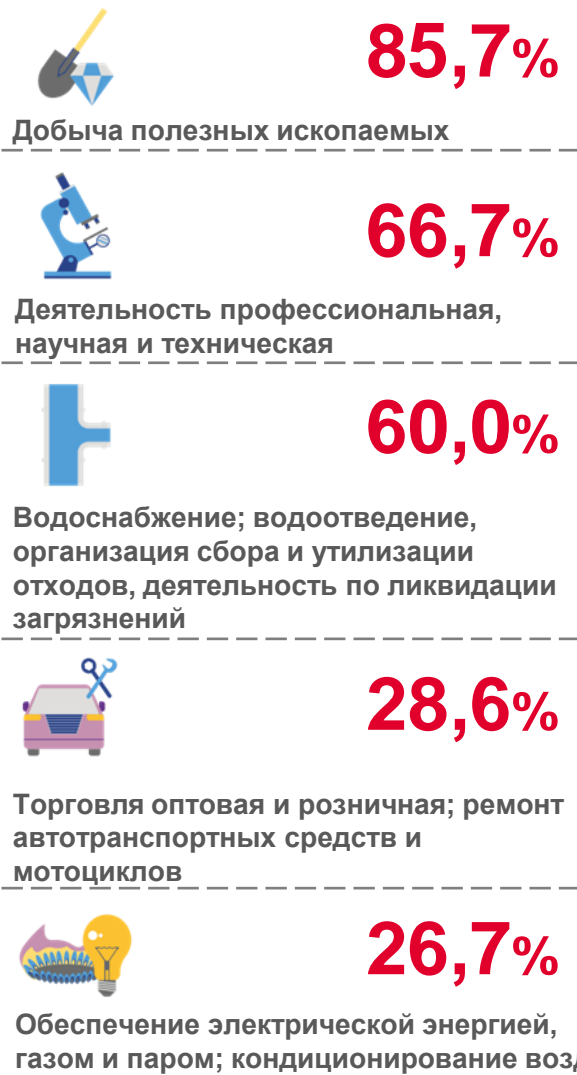 85,7%
Добыча полезных ископаемых
66,7%
Деятельность профессиональная,
научная и техническая
60,0%
Водоснабжение; водоотведение,
организация сбора и утилизации
отходов, деятельность по ликвидации
загрязнений
28,6%
Торговля оптовая и розничная; ремонт
автотранспортных средств и
мотоциклов
26,7%
Обеспечение электрической энергией,
газом и паром; кондиционирование